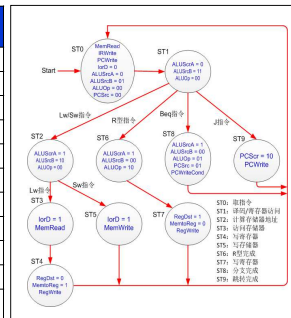 ST0
MemRead
IRWrite
PCWrite
IorD = 0
ALUSrcA = 0
ALUSrcB = 01
ALUOp = 00
PCSrc = 00
Start
ST1
ALUScrA = 0
ALUSrcB = 11
ALUOp = 00
Lw/Sw指令
R型指令
Beq指令
J指令
ST2
ALUScrA = 1
ALUSrcB = 10
ALUOp = 00
ST6
ALUScrA = 1
ALUSrcB = 00
ALUOp = 10
ST8
ALUScrA = 1
ALUSrcB = 00
ALUOp = 01
PCSrc = 01
PCWriteCond
ST9
PCScr = 10
PCWrite
Lw指令
Sw指令
ST3
IorD = 1
MemRead
ST5
IorD = 1
MemWrite
ST7
RegDst = 1
MemtoReg = 0
RegWrite
ST4
RegDst = 0
MemtoReg = 1
RegWrite
ST0: 取指令
ST1: 译码/寄存器访问
ST2: 计算存储器地址
ST3: 访问存储器
ST4: 写寄存器
ST5: 写存储器
ST6: R型完成
ST7: 写寄存器
ST8: 分支完成
ST9: 跳转完成